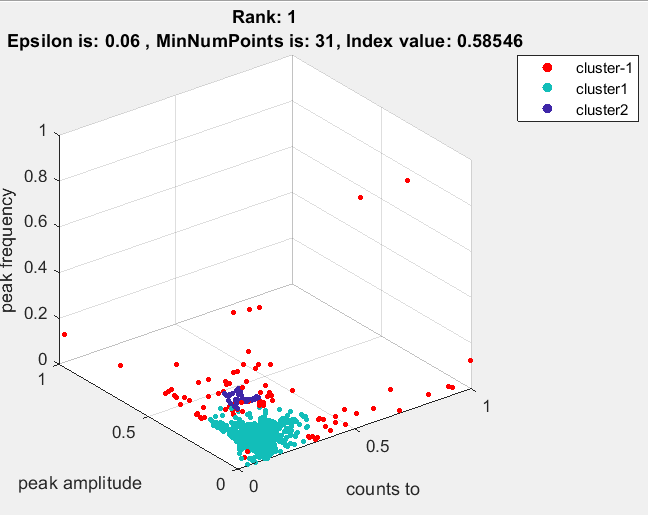 Rank: 1
Epsilon is: 0.06 , MinNumPoints is: 31, Index value: 0.58546
cluster-1
cluster1
cluster2
1
0.8
0.6
0.4
0.2
0
peak frequency
1
0.5
0
peak amplitude
0
0.5
1
counts to